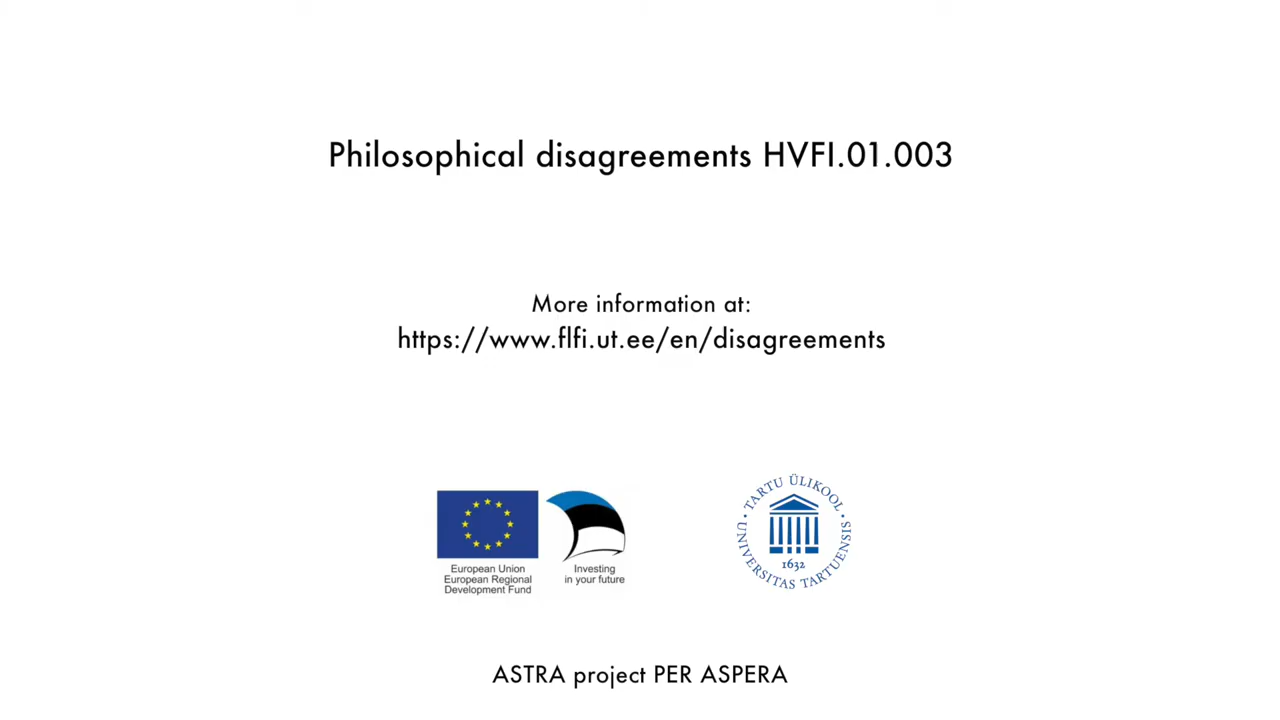 Philosophical disagreements HVFI.01.003
More information at:
https://www.flfi.ut.ee/en/disagreements
European Union
European Regional
Development Fund
Investing
in your future
TARTU ÜLIKOOL
UNIVERSITAS TARTUENSIS
1632
ASTRA project PER ASPERA